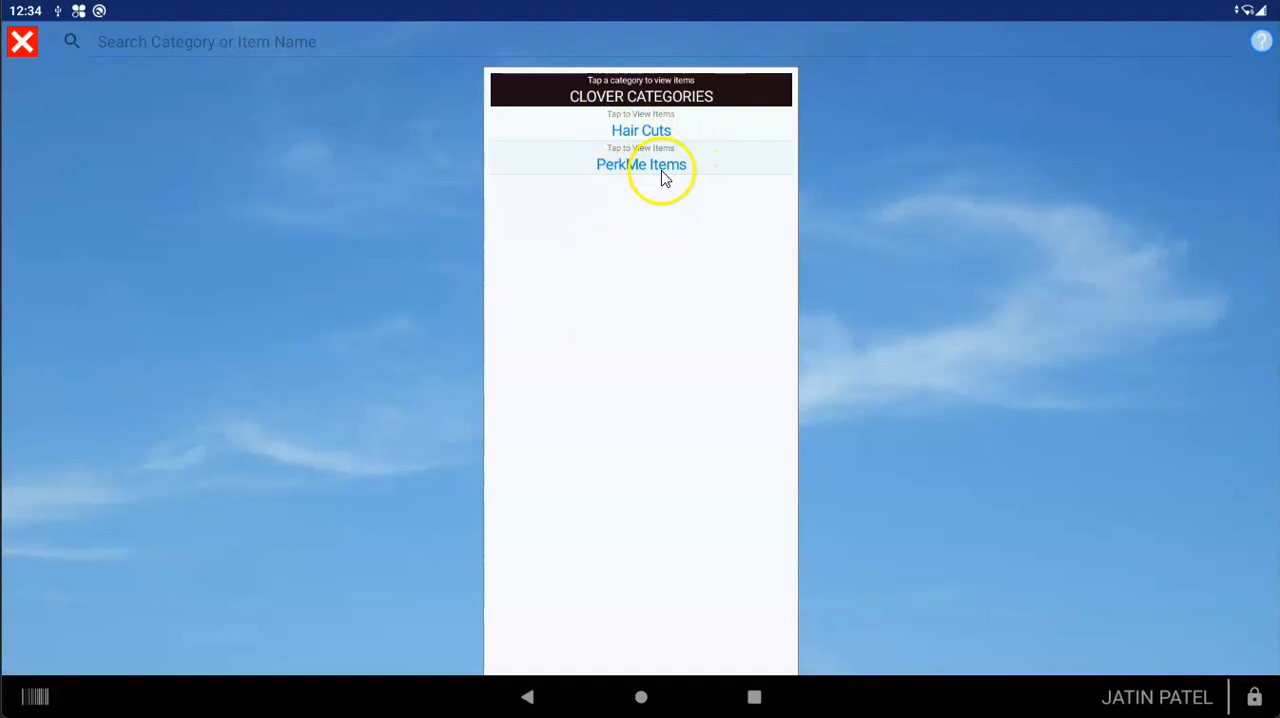 12:34
Search Category or Item Name
?
Tap a category to view items
CLOVER CATEGORIES
Tap to View Items
Hair Cuts
Tap to View Items
PerkMe Items
JATIN PATEL